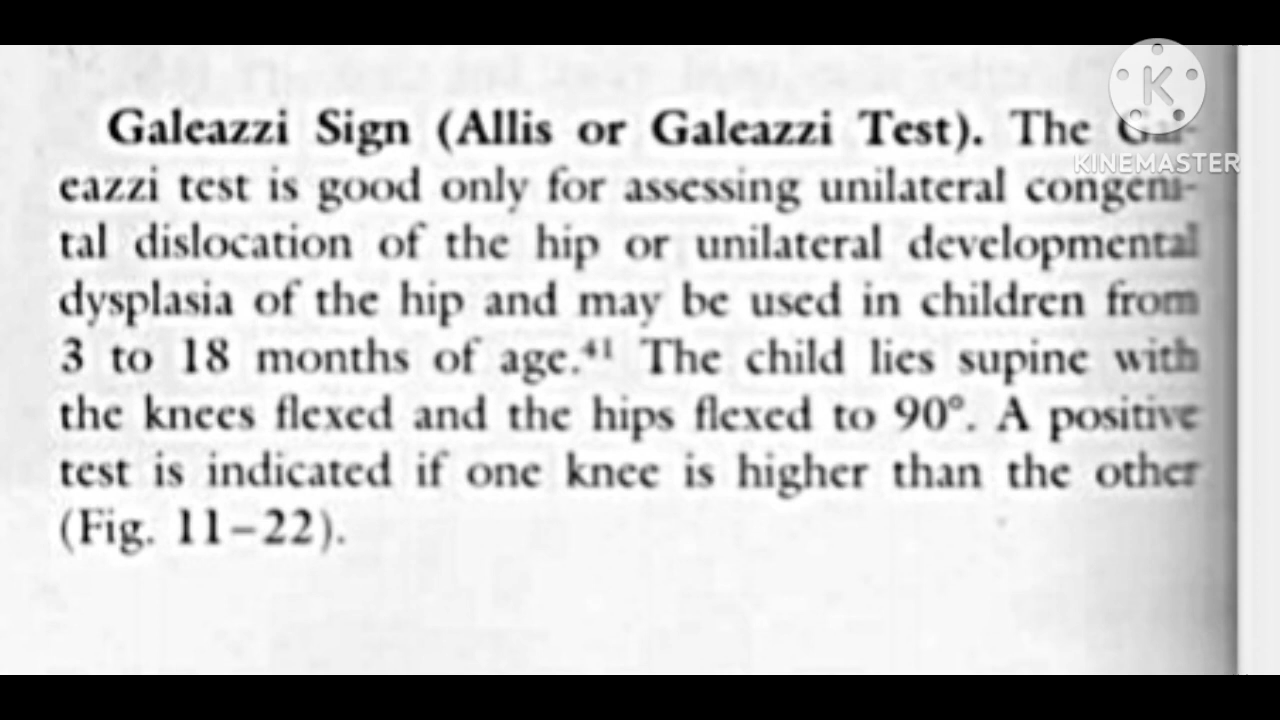 K
KINEMASTER
Galeazzi Sign (Allis or Galeazzi Test). The Gal-
eazzi test is good only for assessing unilateral congeni-
tal dislocation of the hip or unilateral developmental
dysplasia of the hip and may be used in children from
3 to 18 months of age.⁴¹ The child lies supine with
the knees flexed and the hips flexed to 90°. A positive
test is indicated if one knee is higher than the other
(Fig. 11–22).